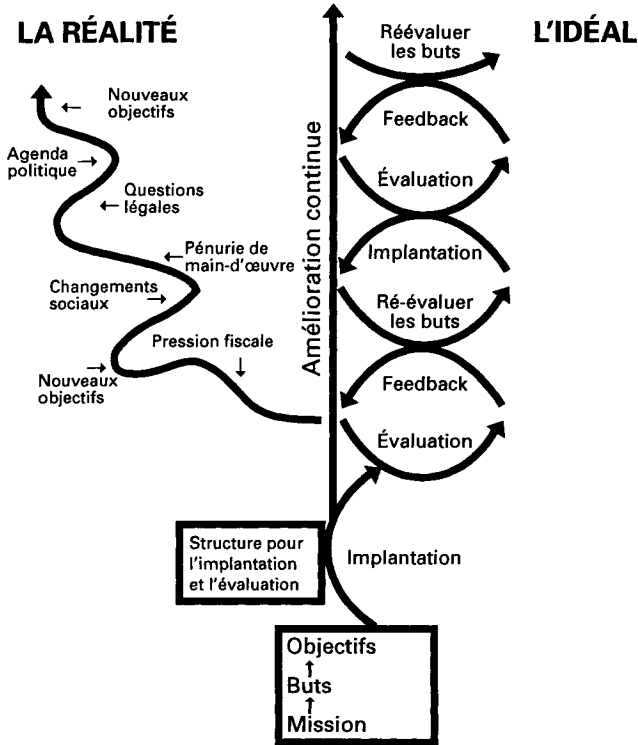 LA RÉALITÉ
L'IDÉAL
Nouveaux
objectifs
Agenda
politique
Questions
légales
Pénurie de
main-d'œuvre
Changements
sociaux
Pression fiscale
Nouveaux
objectifs
Amélioration continue
Réévaluer
les buts
Feedback
Évaluation
Implantation
Ré-évaluer
les buts
Feedback
Évaluation
Implantation
Structure pour
l'implantation
et l'évaluation
Objectifs
Buts
Mission